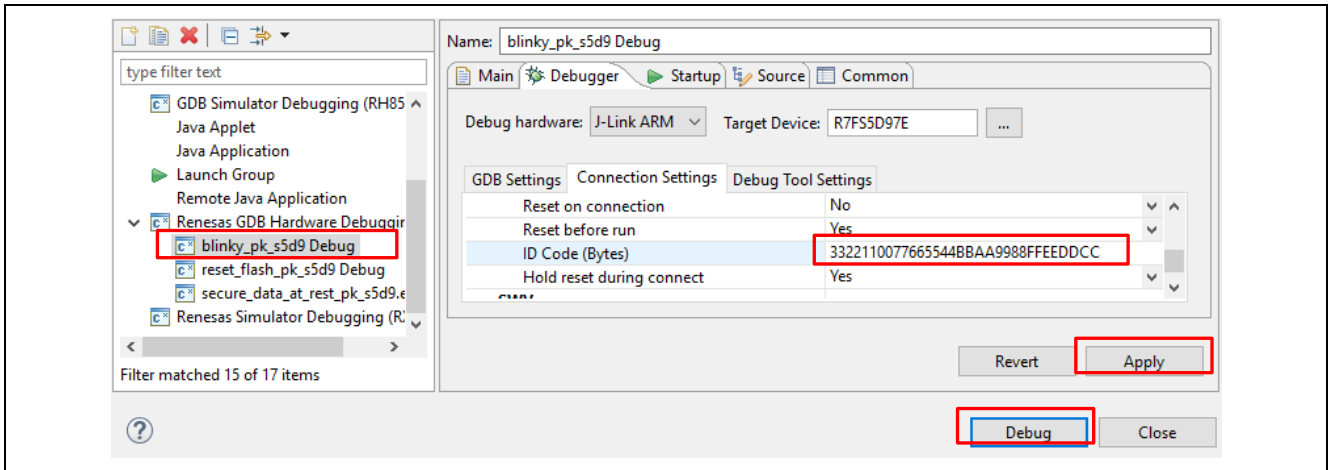 type filter text
GDB Simulator Debugging (RH85
Java Applet
Java Application
Launch Group
Remote Java Application
Renesas GDB Hardware Debuggin
blinky_pk_s5d9 Debug
reset_flash_pk_s5d9 Debug
secure_data_at_rest_pk_s5d9.e
Renesas Simulator Debugging (R
Filter matched 15 of 17 items
Name: blinky_pk_s5d9 Debug
Main Debugger Startup Source Common
Debug hardware: J-Link ARM Target Device: R7FS5D97E ...
GDB Settings Connection Settings Debug Tool Settings
Reset on connection No
Reset before run Yes
ID Code (Bytes) 3322110077665544BBAA9988FFEEDDCC
Hold reset during connect Yes
Revert Apply
? Debug Close